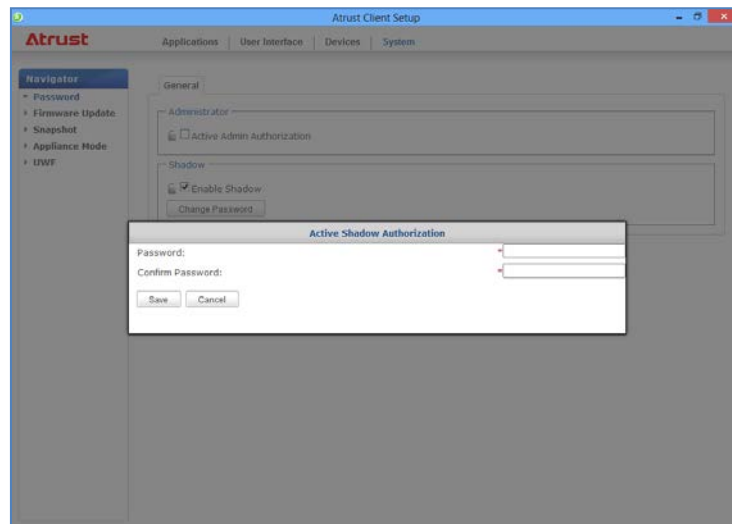 Atrust Client Setup
Atrust
Applications | User Interface | Devices | System
Navigator
Password
Firmware Update
Snapshot
Appliance Mode
UWF
General
Administrator
Active Admin Authorization
Shadow
Enable Shadow
Change Password
Active Shadow Authorization
Password: *
Confirm Password: *
Save Cancel